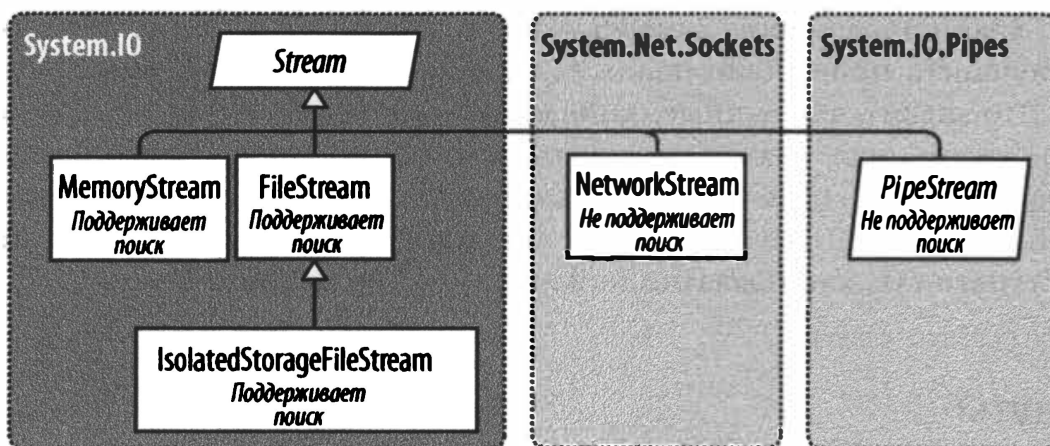 System.IO
Stream
MemoryStream
Поддерживает
поиск
FileStream
Поддерживает
поиск
IsolatedStorageFileStream
Поддерживает
поиск
System.Net.Sockets
NetworkStream
Не поддерживает
поиск
System.IO.Pipes
PipeStream
Не поддерживает
поиск